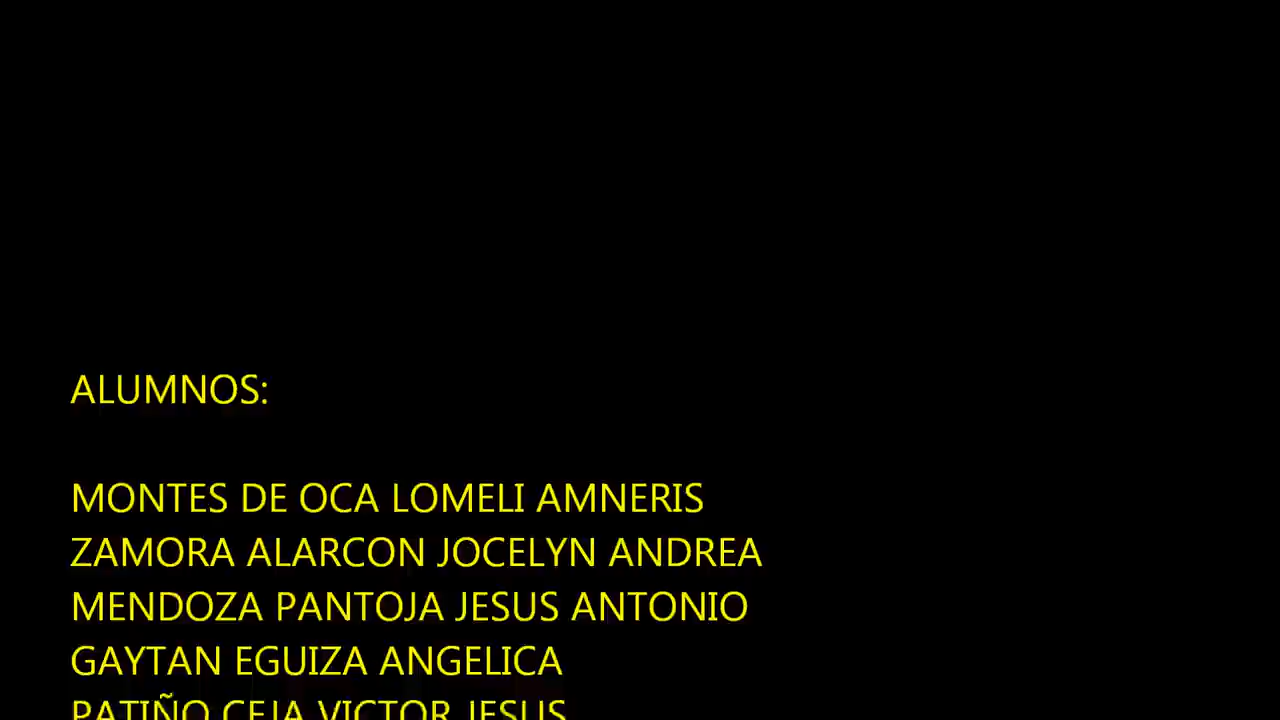 ALUMNOS:
MONTES DE OCA LOMELI AMNERIS
ZAMORA ALARCON JOCELYN ANDREA
MENDOZA PANTOJA JESUS ANTONIO
GAYTAN EGUIZA ANGELICA
PATIÑO CEJA VICTOR JESUS